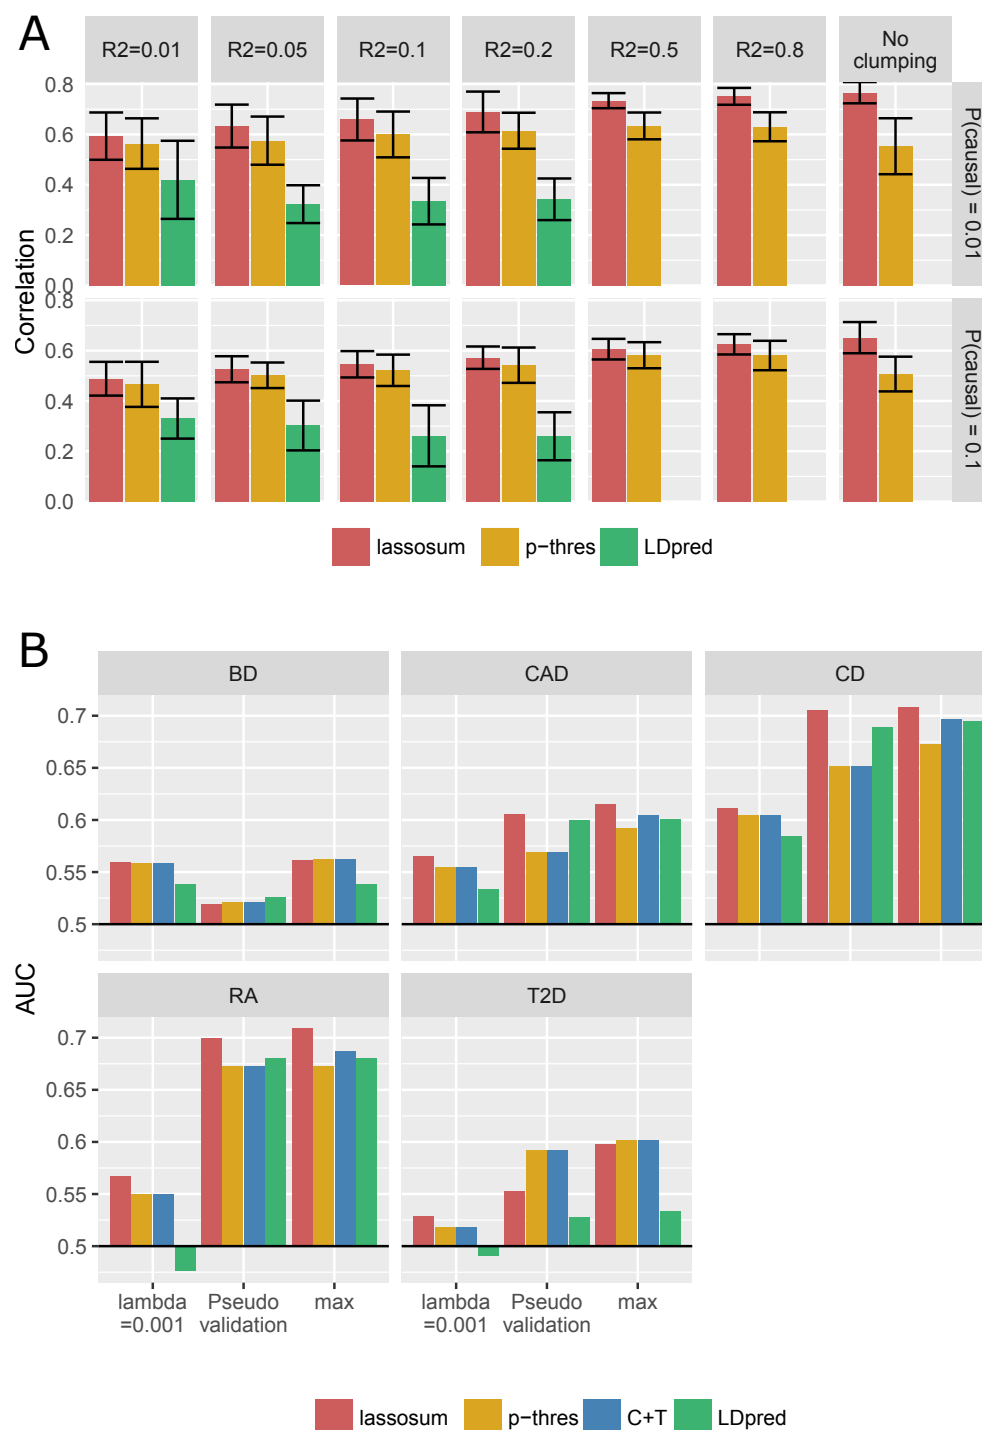 A
R2=0.01 R2=0.05 R2=0.1 R2=0.2 R2=0.5 R2=0.8 No clumping
Correlation
0.8
0.6
0.4
0.2
0.0
P(causal) = 0.01
0.8
0.6
0.4
0.2
0.0
P(causal) = 0.1
lassosum p−thres LDpred
B
BD CAD CD
AUC
0.7
0.65
0.6
0.55
0.5
RA T2D
0.7
0.65
0.6
0.55
0.5
lambda =0.001 Pseudo validation max lambda =0.001 Pseudo validation max
lassosum p−thres C+T LDpred